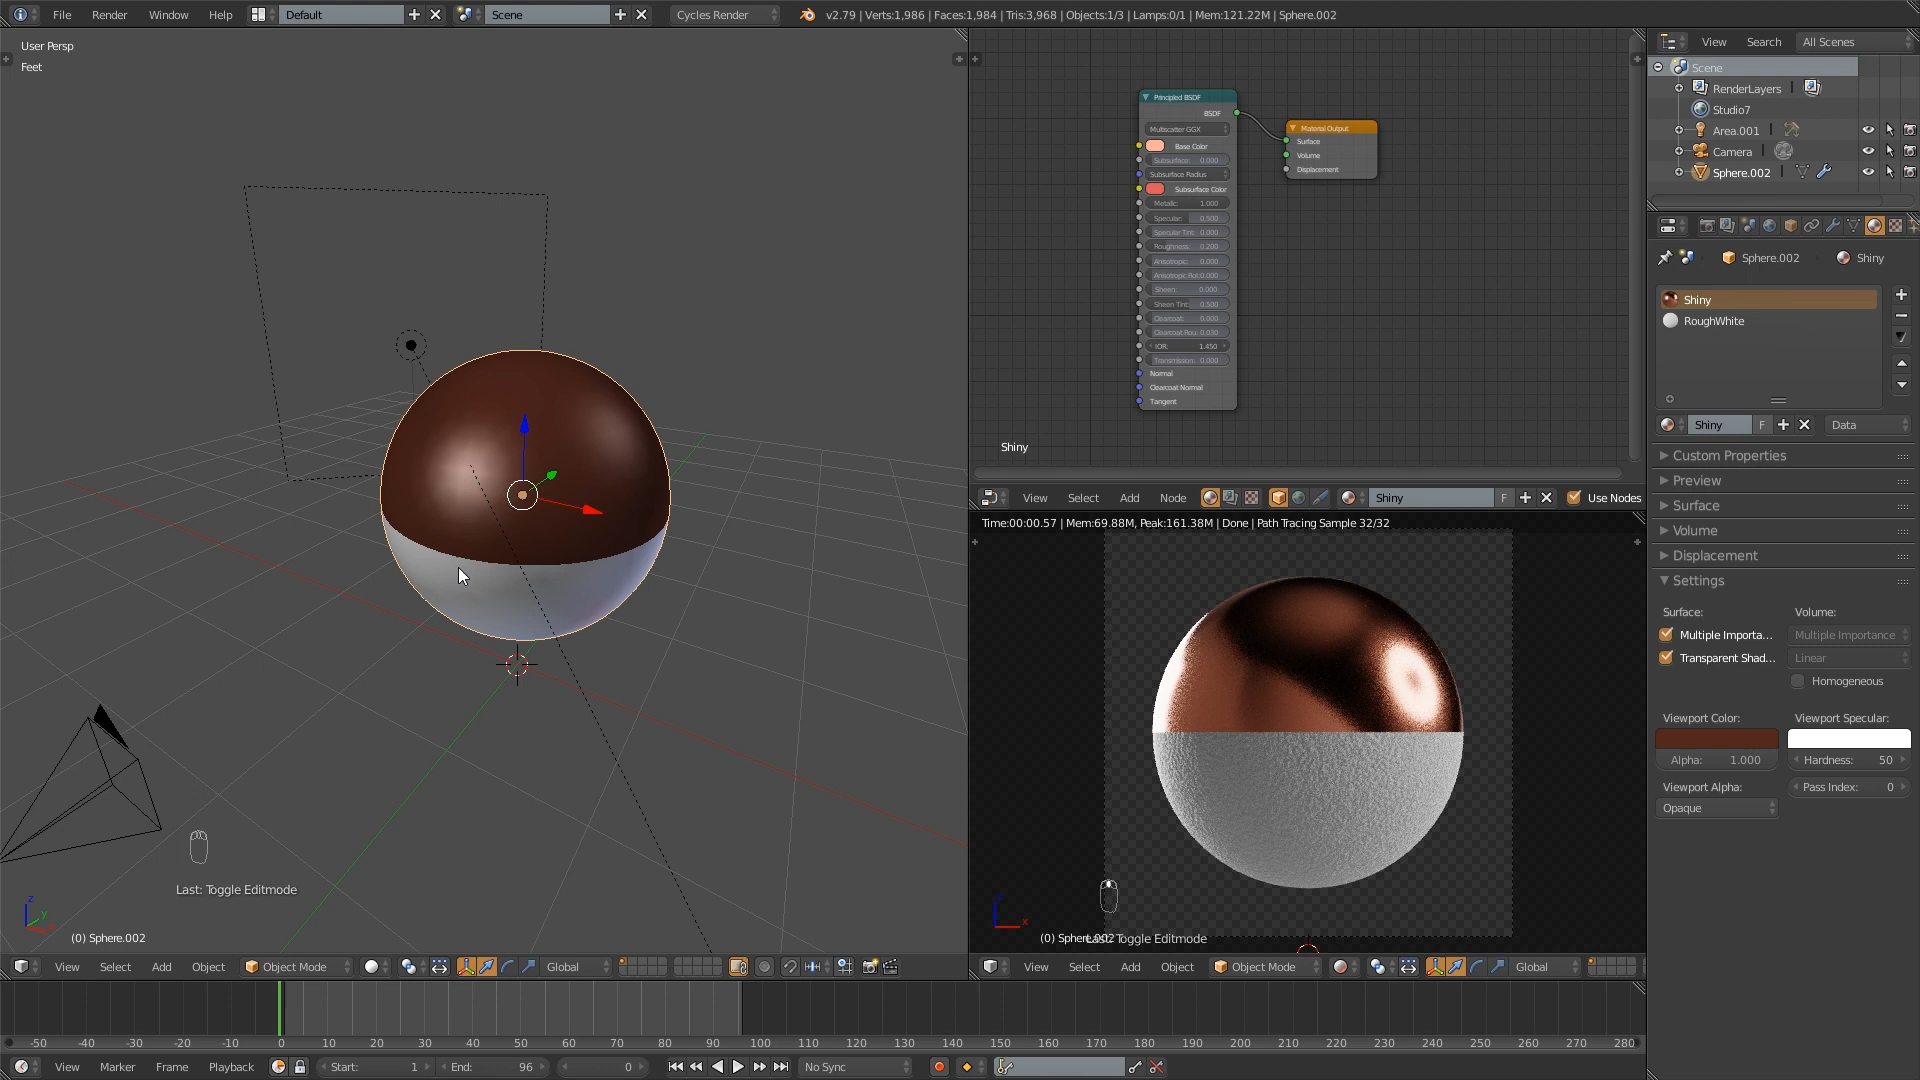 File Render Window Help Default Scene Cycles Render v2.79 | Verts:1,986 | Faces:1,984 | Tris:3,968 | Objects:1/3 | Lamps:0/1 | Mem:121.22M | Sphere.002
User Persp
Feet
Last: Toggle Editmode
(0) Sphere.002
View Select Add Object Object Mode Global
Principled BSDF
BSDF
Multiscatter GGX
Base Color
Subsurface: 0.000
Subsurface Radius
Subsurface Color
Metallic: 1.000
Specular: 0.500
Specular Tint: 0.000
Roughness: 0.200
Anisotropic: 0.000
Anisotropic Rot: 0.000
Sheen: 0.000
Sheen Tint: 0.500
Clearcoat: 0.000
Clearcoat Rou: 0.030
IOR: 1.450
Transmission: 0.000
Normal
Clearcoat Normal
Tangent
Material Output
Surface
Volume
Displacement
Shiny
View Select Add Node Shiny F Use Nodes
Time:00:00.57 | Mem:69.88M, Peak:161.38M | Done | Path Tracing Sample 32/32
(0) Sphere.002
Last: Toggle Editmode
View Select Add Object Object Mode Global
View Search All Scenes
Scene
RenderLayers
Studio7
Area.001
Camera
Sphere.002
Sphere.002 Shiny
Shiny
RoughWhite
Shiny F Data
Custom Properties
Preview
Surface
Volume
Displacement
Settings
Surface: Volume:
Multiple Importa... Multiple Importance
Transparent Shad... Linear
Homogeneous
Viewport Color: Viewport Specular:
Alpha: 1.000 Hardness: 50
Viewport Alpha: Pass Index: 0
Opaque
-50 -40 -30 -20 -10 0 10 20 30 40 50 60 70 80 90 100 110 120 130 140 150 160 170 180 190 200 210 220 230 240 250 260 270 280
View Marker Frame Playback Start: 1 End: 96 0 No Sync